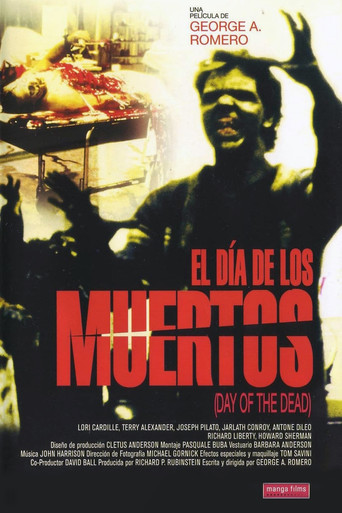 UNA
PELÍCULA
DE
GEORGE A.
ROMERO
EL DÍA DE LOS
MUERTOS
(DAY OF THE DEAD)
LORI CARDILLE, TERRY ALEXANDER, JOSEPH PILATO, JARLATH CONROY, ANTONE DiLEO
RICHARD LIBERTY, HOWARD SHERMAN
Diseño de producción CLETUS ANDERSON Montaje PASQUALE BUBA Vestuario BARBARA ANDERSON
Música JOHN HARRISON Dirección de Fotografía MICHAEL GORNICK Efectos especiales y maquillaje TOM SAVINI
Co-Productor DAVID BALL Producida por RICHARD P. RUBINSTEIN Escrita y dirigida por GEORGE A. ROMERO
manga films